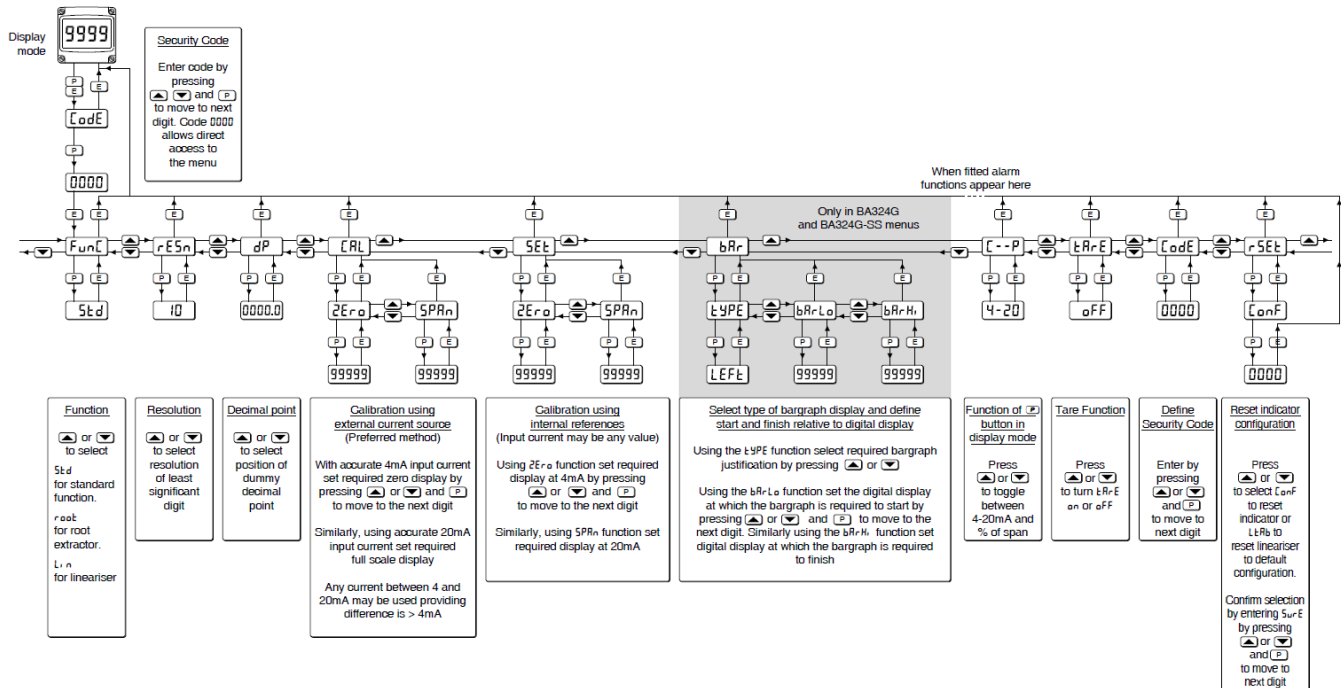 Display
mode
9999
P
E
E
CodE
P
0000
Security Code
Enter code by
pressing
▲ ▼ and P
to move to next
digit. Code 0000
allows direct
access to
the menu
When fitted alarm
functions appear here
Only in BA324G
and BA324G-SS menus
E E E E E E E E E E E
FunC rESn dP CAL SEt bAr C--P tArE CodE rSEt
P E P E P E P E P E P E P E P E P E P E
Std 10 0000.0 2Ero SPAn 2Ero SPAn tYPE bArLo bArHi 4-20 oFF 0000 ConF
P E P E P E P E P E P E P E P E
99999 99999 99999 99999 LEFt 99999 99999 0000
Function
▲ or ▼
to select
Std
for standard
function.
root
for root
extractor.
Lin
for lineariser
Resolution
▲ or ▼
to select
resolution
of least
significant
digit
Decimal point
▲ or ▼
to select
position of
dummy
decimal
point
Calibration using
external current source
(Preferred method)
With accurate 4mA input current
set required zero display by
pressing ▲ or ▼ and P
to move to the next digit
Similarly, using accurate 20mA
input current set required
full scale display
Any current between 4 and
20mA may be used providing
difference is > 4mA
Calibration using
internal references
(Input current may be any value)
Using 2Ero function set required
display at 4mA by pressing
▲ or ▼ and P
to move to the next digit
Similarly, using SPAn function set
required display at 20mA
Select type of bargraph display and define
start and finish relative to digital display
Using the tYPE function select required bargraph
justification by pressing ▲ or ▼
Using the bArLo function set the digital display
at which the bargraph is required to start by
pressing ▲ or ▼ and P to move to the
next digit. Similarly using the bArHi function set
digital display at which the bargraph is required
to finish
Function of P
button in
display mode
Press
▲ or ▼
to toggle
between
4-20mA and
% of span
Tare Function
Press
▲ or ▼
to turn tArE
on or oFF
Define
Security Code
Enter by
pressing
▲ or ▼
and P
to move to
next digit
Reset indicator
configuration
Press
▲ or ▼
to select ConF
to reset
indicator or
LtAb to
reset lineariser
to default
configuration.
Confirm selection
by entering SurE
by pressing
▲ or ▼
and P
to move to
next digit